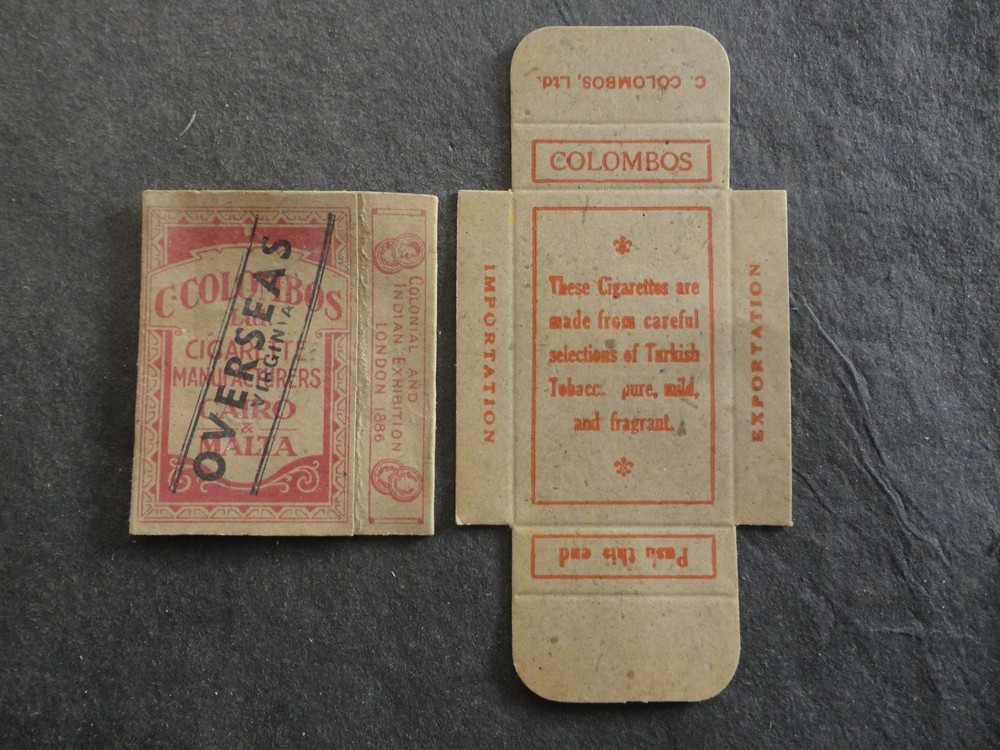 C. COLOMBOS
Ltd.
CIGARETTE
MANUFACTURERS
CAIRO
&
MALTA
OVERSEAS
VIRGINIA
COLONIAL AND
INDIAN EXHIBITION
LONDON 1886
C. COLOMBOS, Ltd.
COLOMBOS
IMPORTATION
These Cigarettes are
made from careful
selections of Turkish
Tobacc. pure, mild,
and fragrant.
EXPORTATION
Push this end